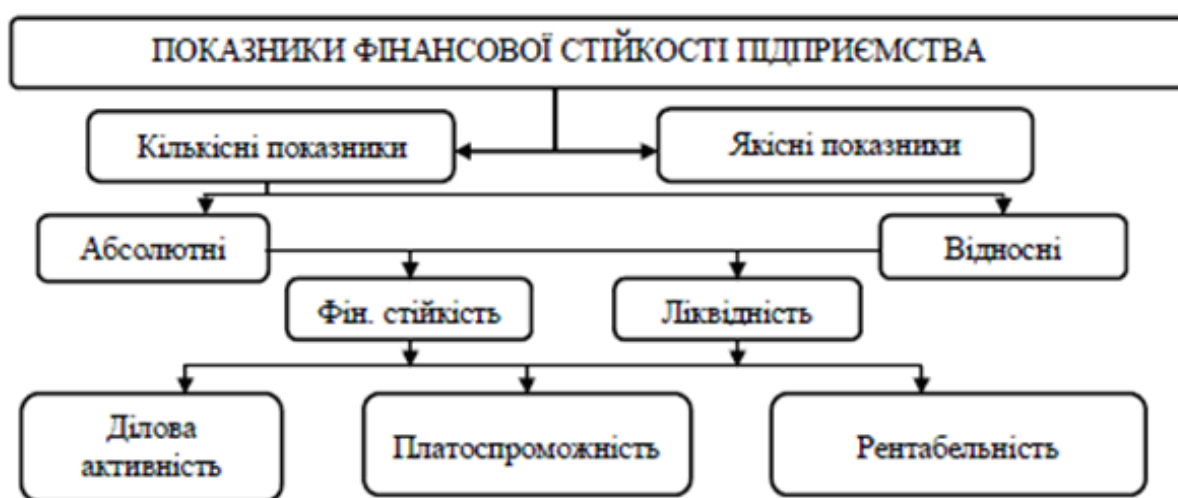 ПОКАЗНИКИ ФІНАНСОВОЇ СТІЙКОСТІ ПІДПРИЄМСТВА
Кількісні показники
Якісні показники
Абсолютні
Відносні
Фін. стійкість
Ліквідність
Ділова
активність
Платоспроможність
Рентабельність